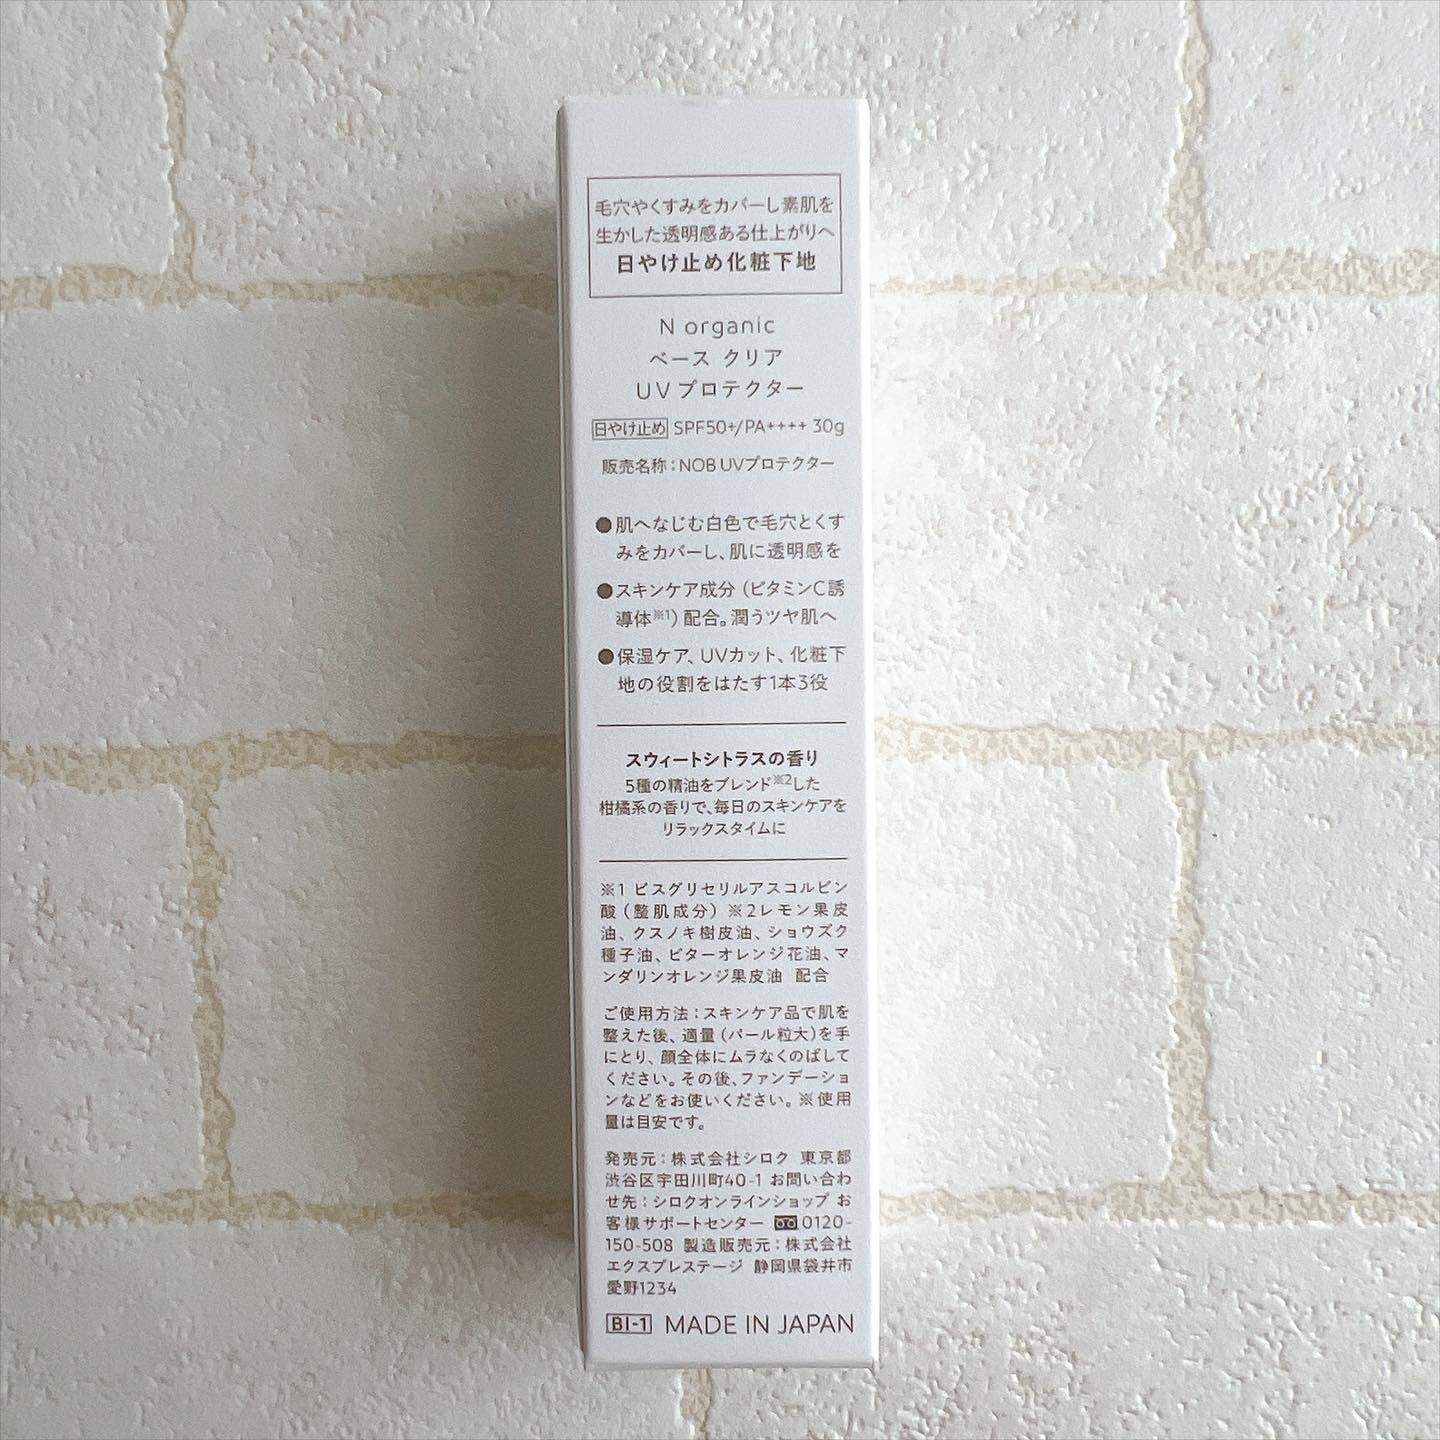 毛穴やくすみをカバーし素肌を
生かした透明感ある仕上がりへ
日やけ止め化粧下地
N organic
ベース クリア
UVプロテクター
日やけ止め SPF50+/PA++++ 30g
販売名称：NOB UVプロテクター
●肌へなじむ白色で毛穴とくす
みをカバーし、肌に透明感を
●スキンケア成分（ビタミンC誘
導体※1）配合。潤うツヤ肌へ
●保湿ケア、UVカット、化粧下
地の役割をはたす1本3役
スウィートシトラスの香り
5種の精油をブレンド※2した
柑橘系の香りで、毎日のスキンケアを
リラックスタイムに
※1 ビスグリセリルアスコルビン
酸（整肌成分）※2レモン果皮
油、クスノキ樹皮油、ショウズク
種子油、ビターオレンジ花油、マ
ンダリンオレンジ果皮油 配合
ご使用方法：スキンケア品で肌を
整えた後、適量（パール粒大）を手
にとり、顔全体にムラなくのばして
ください。その後、ファンデーショ
ンなどをお使いください。※使用
量は目安です。
発売元：株式会社シロク 東京都
渋谷区宇田川町40-1 お問い合わ
せ先：シロクオンラインショップ お
客様サポートセンター 0120-
150-508 製造販売元：株式会社
エクスプレステージ 静岡県袋井市
愛野1234
BI-1 MADE IN JAPAN